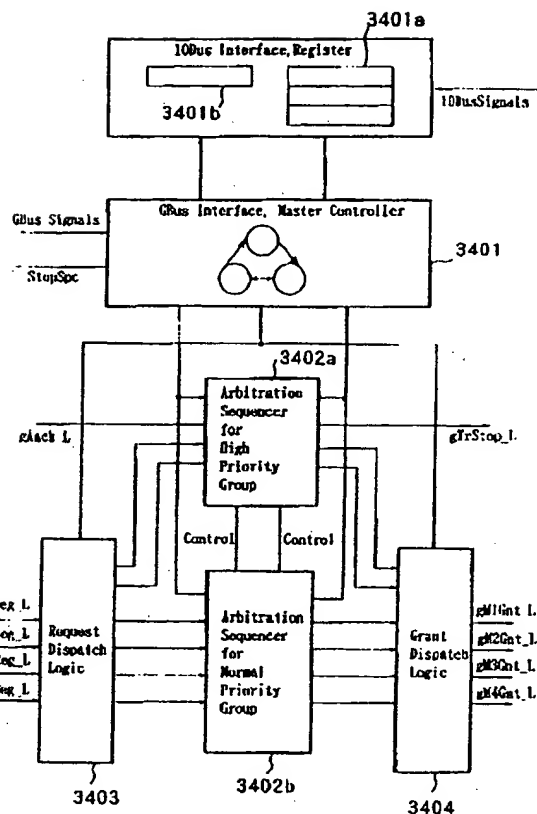 3401a
IOBus Interface, Register
3401b
IOBusSignals
GBus Signals
GBus Interface, Master Controller
3401
StopSpc
3402a
Arbitration
Sequencer
for
High
Priority
Group
gAack_L
gTrStop_L
Control
Control
Request
Dispatch
Logic
Arbitration
Sequencer
for
Normal
Priority
Group
Grant
Dispatch
Logic
gM1Gnt_L
gM2Gnt_L
gM3Gnt_L
gM4Gnt_L
3403
3402b
3404